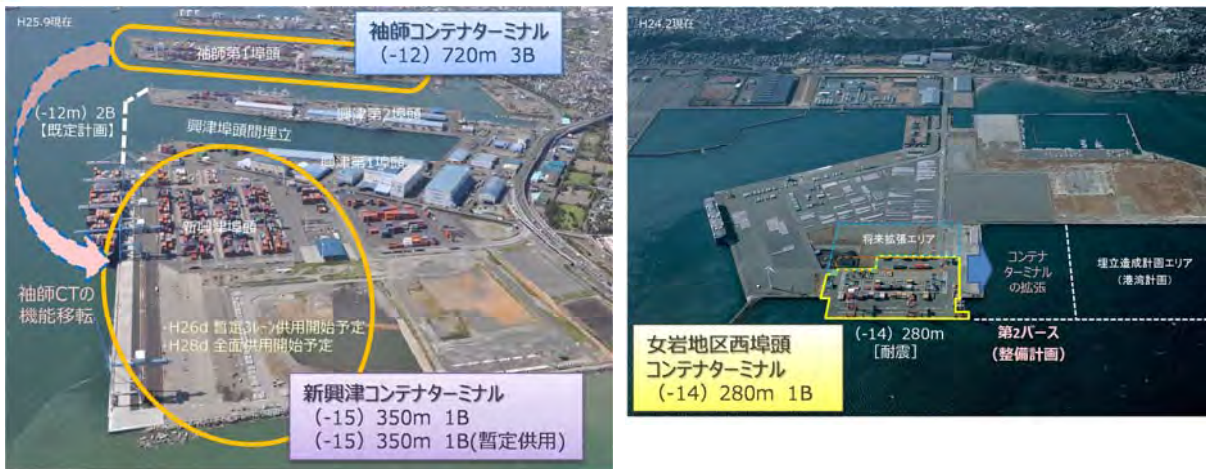 H25.9現在
袖師コンテナターミナル
(-12) 720m 3B
袖師第1埠頭
(-12m) 2B
【既定計画】
興津第2埠頭
興津埠頭間埋立
興津第1埠頭
新興津埠頭
袖師CTの
機能移転
・H26d 暫定3レーン供用開始予定
・H28d 全面供用開始予定
新興津コンテナターミナル
(-15) 350m 1B
(-15) 350m 1B(暫定供用)
H24.2現在
将来拡張エリア
コンテナ
ターミナル
の拡張
埋立造成計画エリア
(港湾計画)
(-14) 280m
[耐震]
第2バース
(整備計画)
女岩地区西埠頭
コンテナターミナル
(-14) 280m 1B